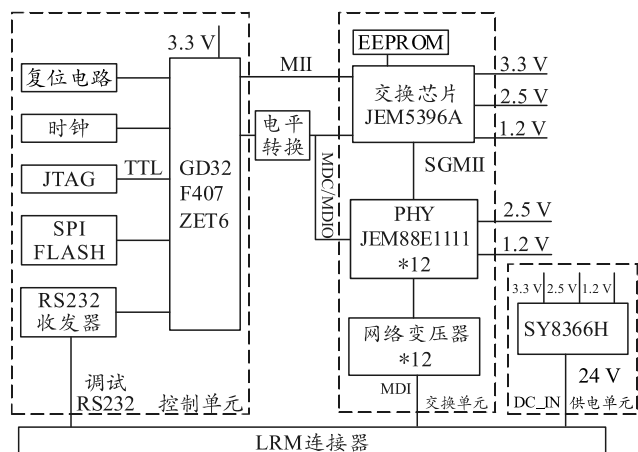 3.3 V
复位电路
时钟
JTAG
TTL
SPI
FLASH
RS232
收发器
GD32
F407
ZET6
调试
RS232
控制单元
MII
电平
转换
MDC/MDIO
EEPROM
交换芯片
JEM5396A
3.3 V
2.5 V
1.2 V
SGMII
PHY
JEM88E1111
*12
2.5 V
1.2 V
网络变压器
*12
MDI
交换单元
3.3 V
2.5 V
1.2 V
SY8366H
24 V
DC_IN
供电单元
LRM连接器